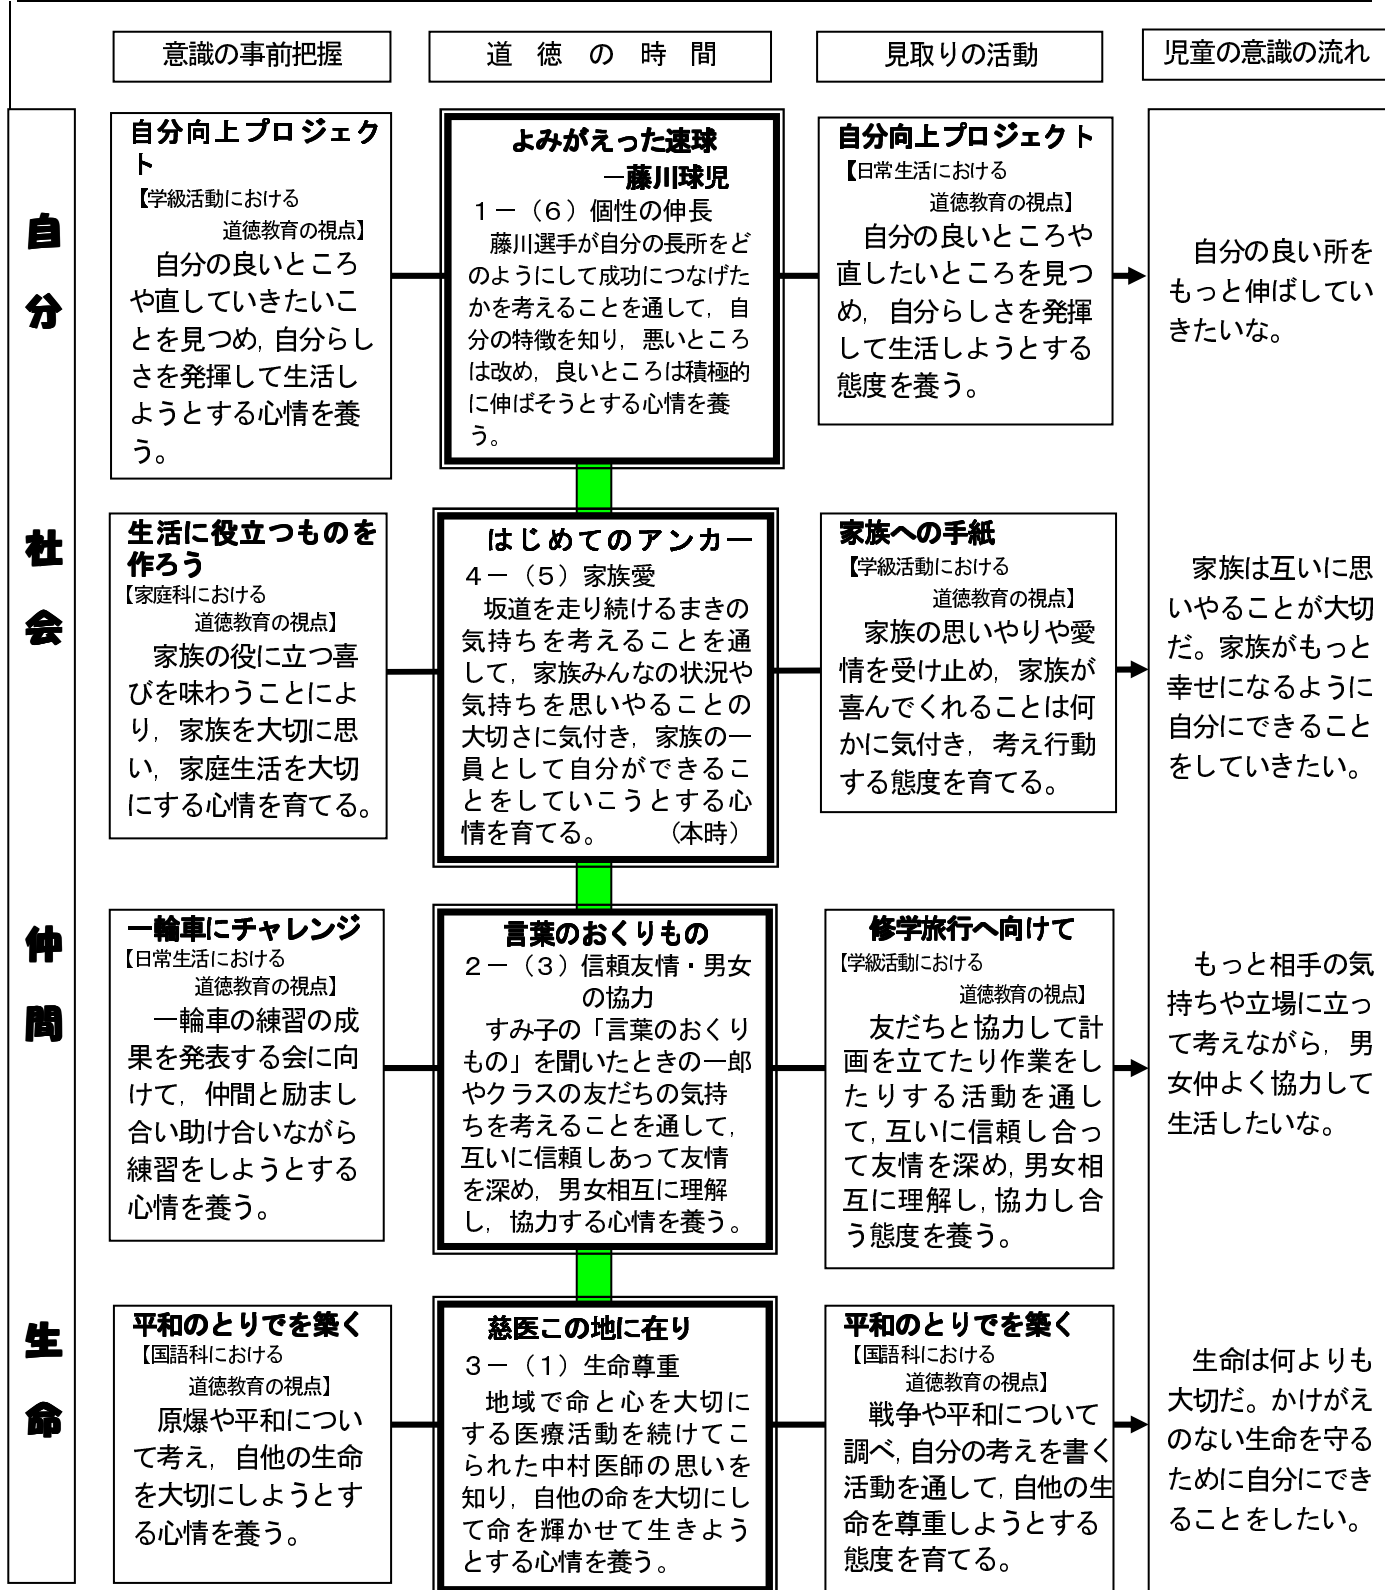 意識の事前把握
道徳の時間
見取りの活動
児童の意識の流れ
自分
自分向上プロジェク
ト
【学級活動における
道徳教育の視点】
自分の良いところ
や直していきたいこ
とを見つめ，自分らし
さを発揮して生活し
ようとする心情を養
う。
よみがえった速球
－藤川球児
１－（６）個性の伸長
藤川選手が自分の長所をど
のようにして成功につなげた
かを考えることを通して，自
分の特徴を知り，悪いところ
は改め，良いところは積極的
に伸ばそうとする心情を養
う。
自分向上プロジェクト
【日常生活における
道徳教育の視点】
自分の良いところや
直したいところを見つ
め，自分らしさを発揮
して生活しようとする
態度を養う。
自分の良い所を
もっと伸ばしてい
きたいな。
社会
生活に役立つものを
作ろう
【家庭科における
道徳教育の視点】
家族の役に立つ喜
びを味わうことによ
り，家族を大切に思
い，家庭生活を大切
にする心情を育てる。
はじめてのアンカー
４－（５）家族愛
坂道を走り続けるまきの
気持ちを考えることを通
して，家族みんなの状況や
気持ちを思いやることの
大切さに気付き，家族の一
員として自分ができるこ
とをしていこうとする心
情を育てる。　　（本時）
家族への手紙
【学級活動における
道徳教育の視点】
家族の思いやりや愛
情を受け止め，家族が
喜んでくれることは何
かに気付き，考え行動
する態度を育てる。
家族は互いに思
いやることが大切
だ。家族がもっと
幸せになるように
自分にできること
をしていきたい。
仲間
一輪車にチャレンジ
【日常生活における
道徳教育の視点】
一輪車の練習の成
果を発表する会に向
けて，仲間と励まし
合い助け合いながら
練習をしようとする
心情を養う。
言葉のおくりもの
２－（３）信頼友情・男女
の協力
すみ子の「言葉のおくり
もの」を聞いたときの一郎
やクラスの友だちの気持
ちを考えることを通して，
互いに信頼しあって友情
を深め，男女相互に理解
し，協力する心情を養う。
修学旅行へ向けて
【学級活動における
道徳教育の視点】
友だちと協力して計
画を立てたり作業をし
たりする活動を通し
て，互いに信頼し合っ
て友情を深め，男女相
互に理解し，協力し合
う態度を養う。
もっと相手の気
持ちや立場に立っ
て考えながら，男
女仲よく協力して
生活したいな。
生命
平和のとりでを築く
【国語科における
道徳教育の視点】
原爆や平和につい
て考え，自他の生命
を大切にしようとす
る心情を養う。
慈医この地に在り
３－（１）生命尊重
地域で命と心を大切に
する医療活動を続けてこ
られた中村医師の思いを
知り，自他の命を大切にし
て命を輝かせて生きよう
とする心情を養う。
平和のとりでを築く
【国語科における
道徳教育の視点】
戦争や平和について
調べ，自分の考えを書く
活動を通して，自他の生
命を尊重しようとする
態度を育てる。
生命は何よりも
大切だ。かけがえ
のない生命を守る
ために自分にでき
ることをしたい。